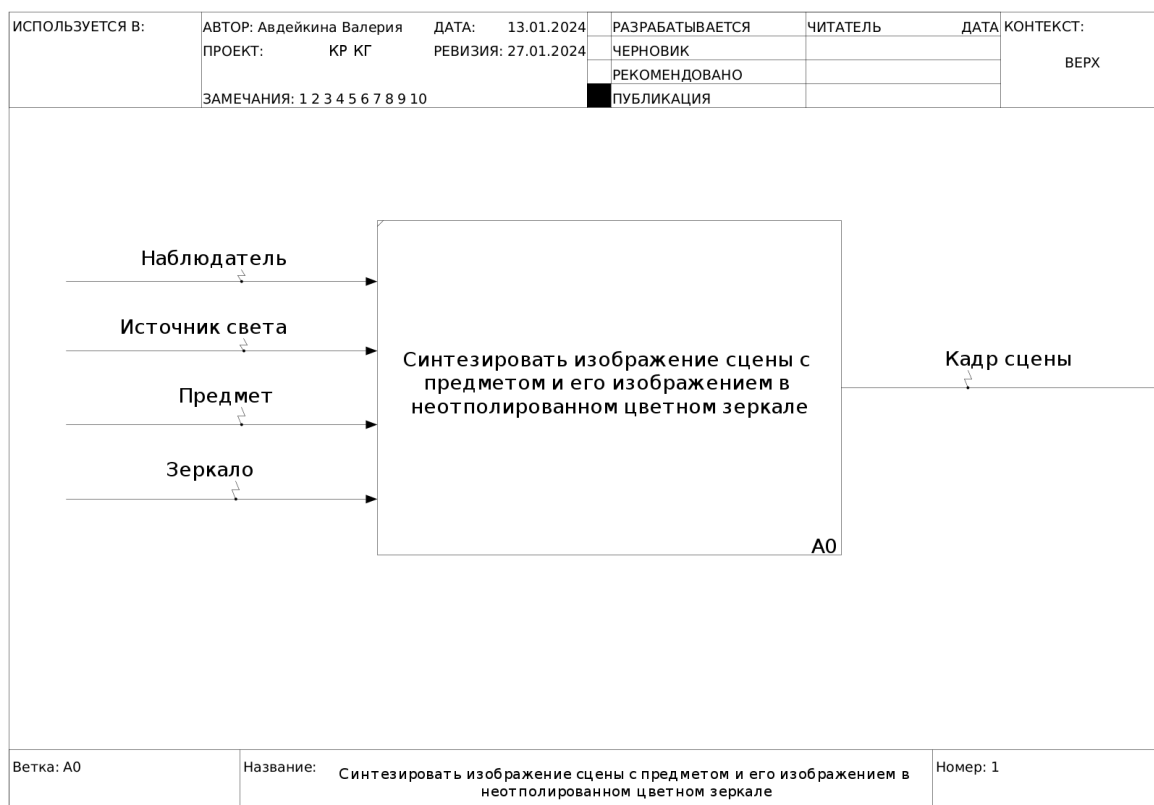 ИСПОЛЬЗУЕТСЯ В:
АВТОР: Авдейкина Валерия
ДАТА: 13.01.2024
ПРОЕКТ: КР КГ
РЕВИЗИЯ: 27.01.2024
ЗАМЕЧАНИЯ: 1 2 3 4 5 6 7 8 9 10
РАЗРАБАТЫВАЕТСЯ
ЧЕРНОВИК
РЕКОМЕНДОВАНО
ПУБЛИКАЦИЯ
ЧИТАТЕЛЬ
ДАТА
КОНТЕКСТ:
ВЕРХ
Наблюдатель
Источник света
Предмет
Зеркало
Синтезировать изображение сцены с
предметом и его изображением в
неотполированном цветном зеркале
A0
Кадр сцены
Ветка: A0
Название:
Синтезировать изображение сцены с предметом и его изображением в
неотполированном цветном зеркале
Номер: 1